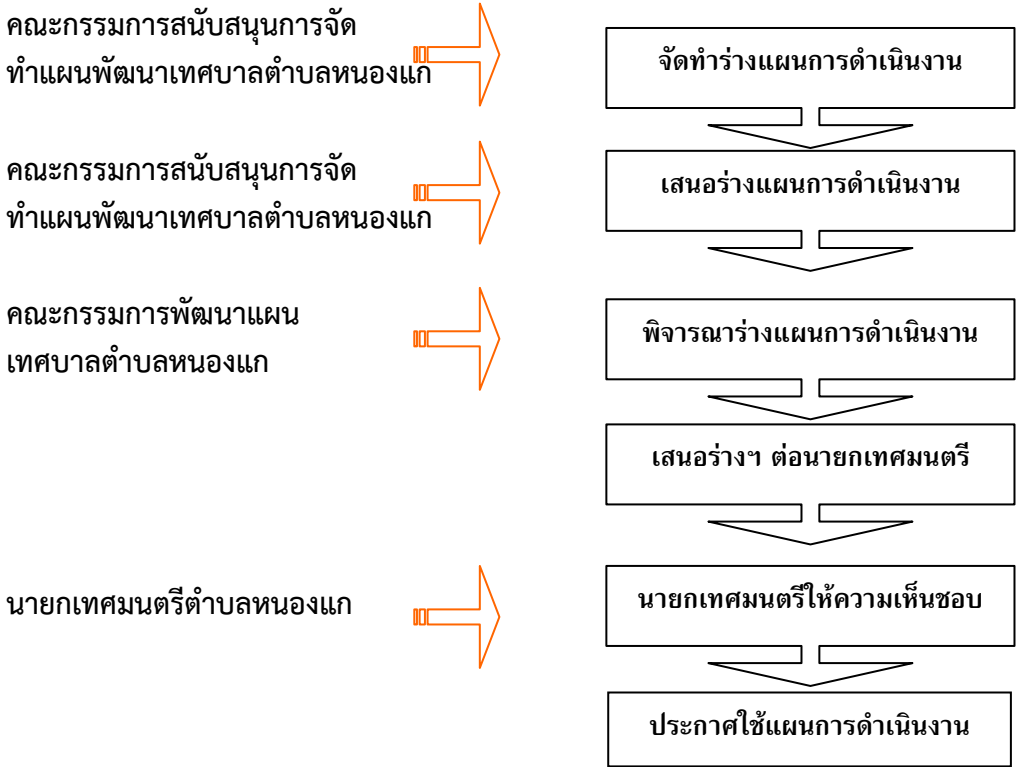 คณะกรรมการสนับสนุนการจัด
ทำแผนพัฒนาเทศบาลตำบลหนองแก
จัดทำร่างแผนการดำเนินงาน
คณะกรรมการสนับสนุนการจัด
ทำแผนพัฒนาเทศบาลตำบลหนองแก
เสนอร่างแผนการดำเนินงาน
คณะกรรมการพัฒนาแผน
เทศบาลตำบลหนองแก
พิจารณาร่างแผนการดำเนินงาน
เสนอร่างฯ ต่อนายกเทศมนตรี
นายกเทศมนตรีตำบลหนองแก
นายกเทศมนตรีให้ความเห็นชอบ
ประกาศใช้แผนการดำเนินงาน